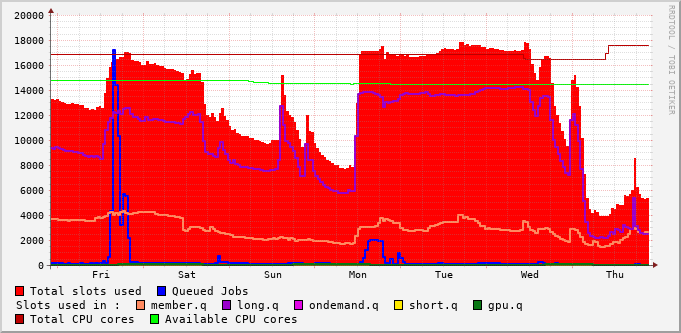 20000
18000
16000
14000
12000
10000
8000
6000
4000
2000
0
Fri Sat Sun Mon Tue Wed Thu
RRDTOOL / TOBI OETIKER
Total slots used Queued Jobs
Slots used in : member.q long.q ondemand.q short.q gpu.q
Total CPU cores Available CPU cores